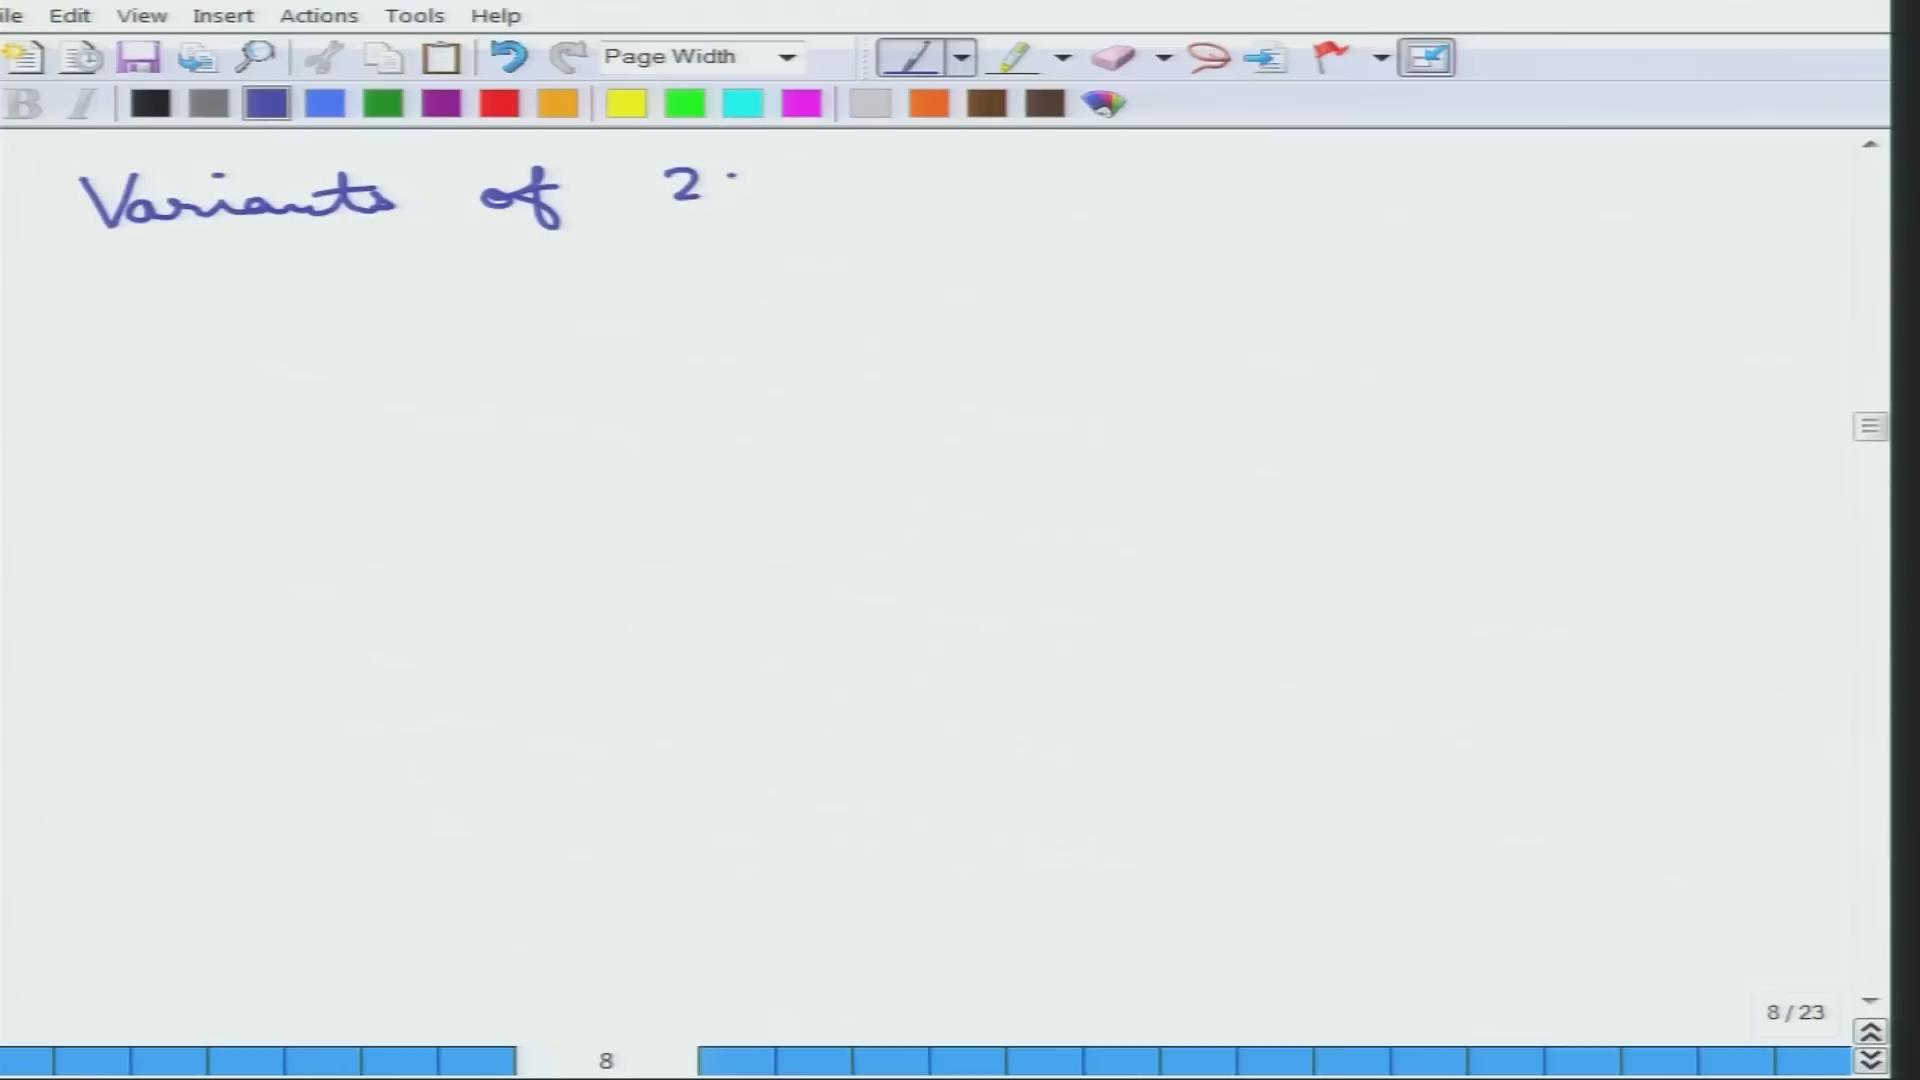 ile Edit View Insert Actions Tools Help
Page Width
B I
Variants of 2.
8 / 23
8